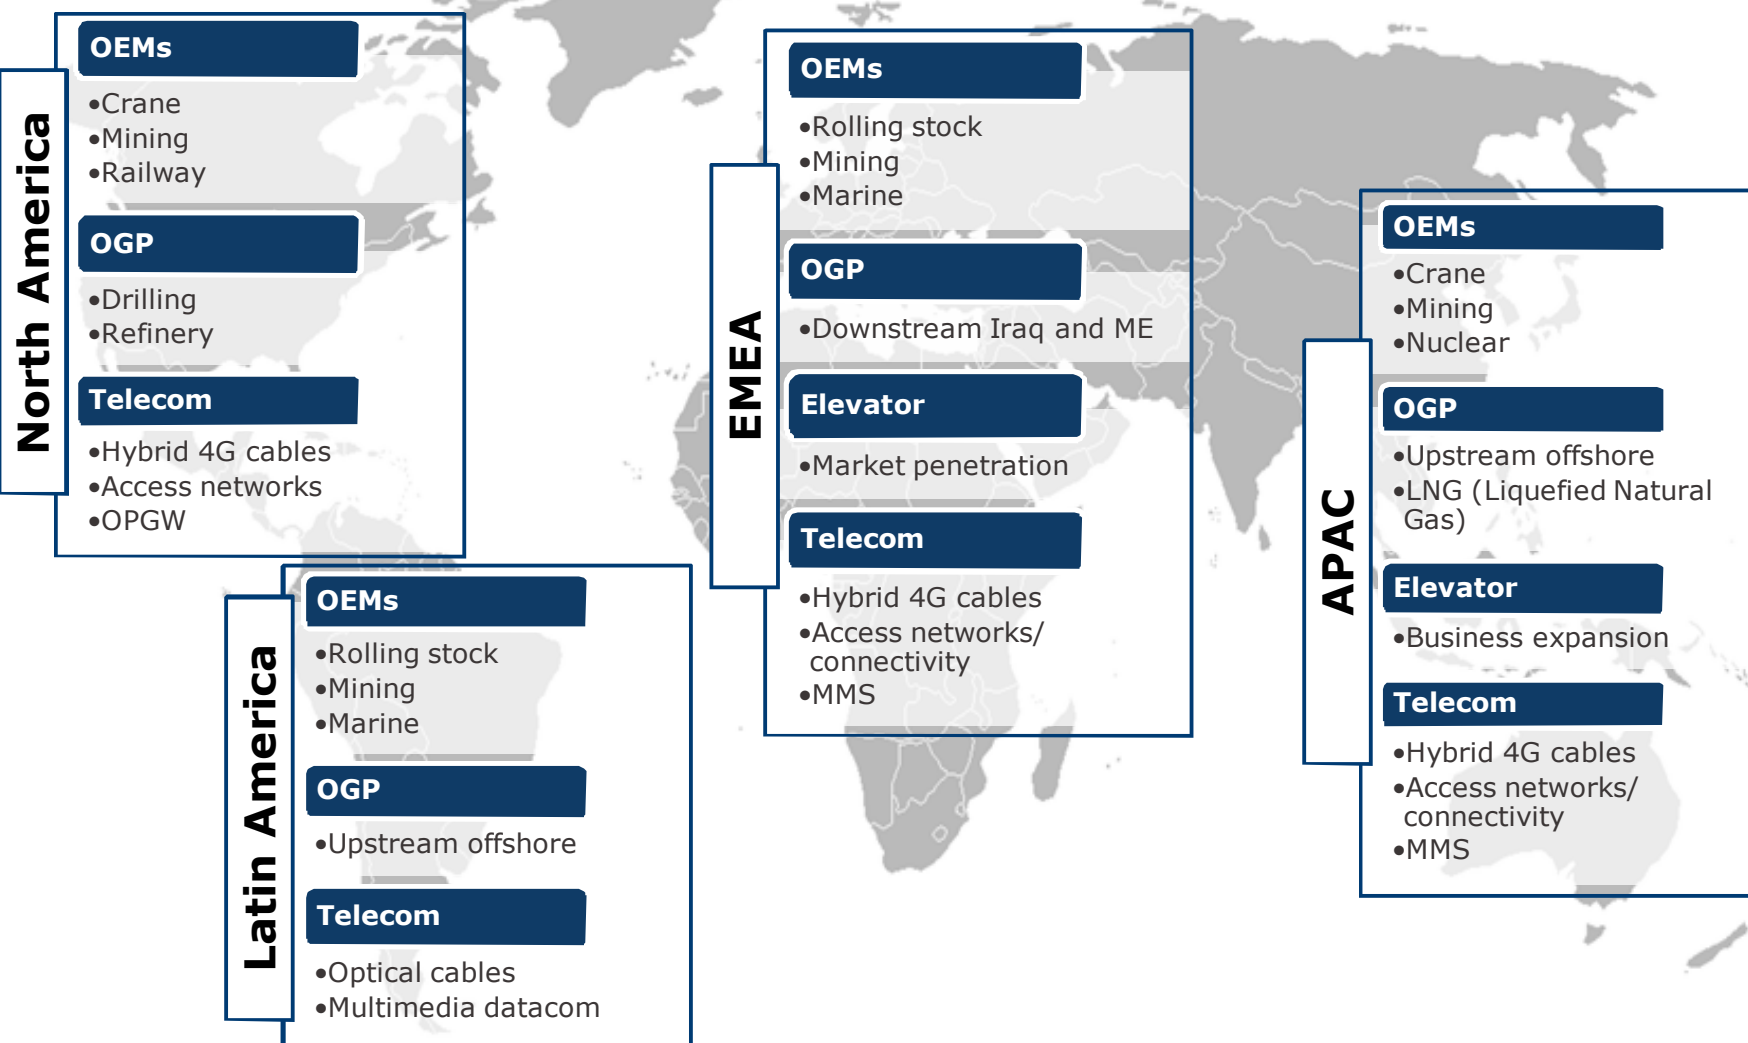 North America
OEMs
•Crane
•Mining
•Railway
OGP
•Drilling
•Refinery
Telecom
•Hybrid 4G cables
•Access networks
•OPGW
Latin America
OEMs
•Rolling stock
•Mining
•Marine
OGP
•Upstream offshore
Telecom
•Optical cables
•Multimedia datacom
EMEA
OEMs
•Rolling stock
•Mining
•Marine
OGP
•Downstream Iraq and ME
Elevator
•Market penetration
Telecom
•Hybrid 4G cables
•Access networks/
connectivity
•MMS
APAC
OEMs
•Crane
•Mining
•Nuclear
OGP
•Upstream offshore
•LNG (Liquefied Natural
Gas)
Elevator
•Business expansion
Telecom
•Hybrid 4G cables
•Access networks/
connectivity
•MMS